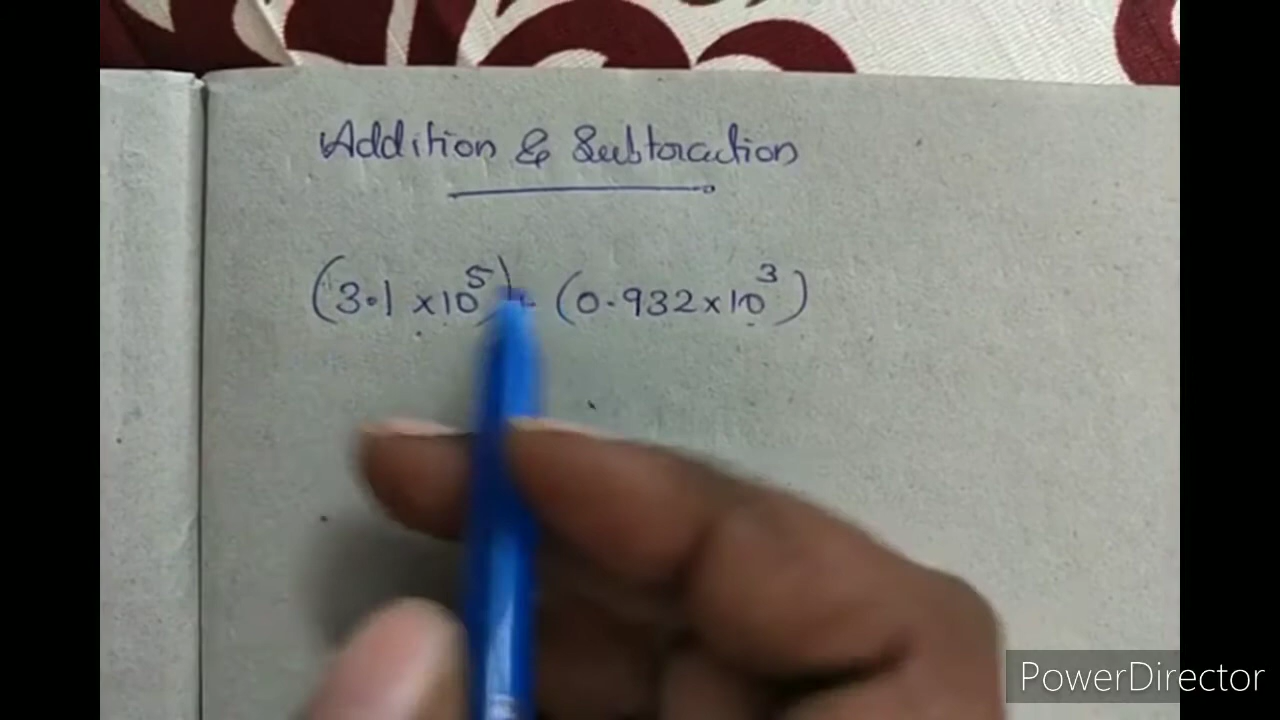 Addition & Subtraction
(3.1 ×10⁵) (0.932×10³)
PowerDirector